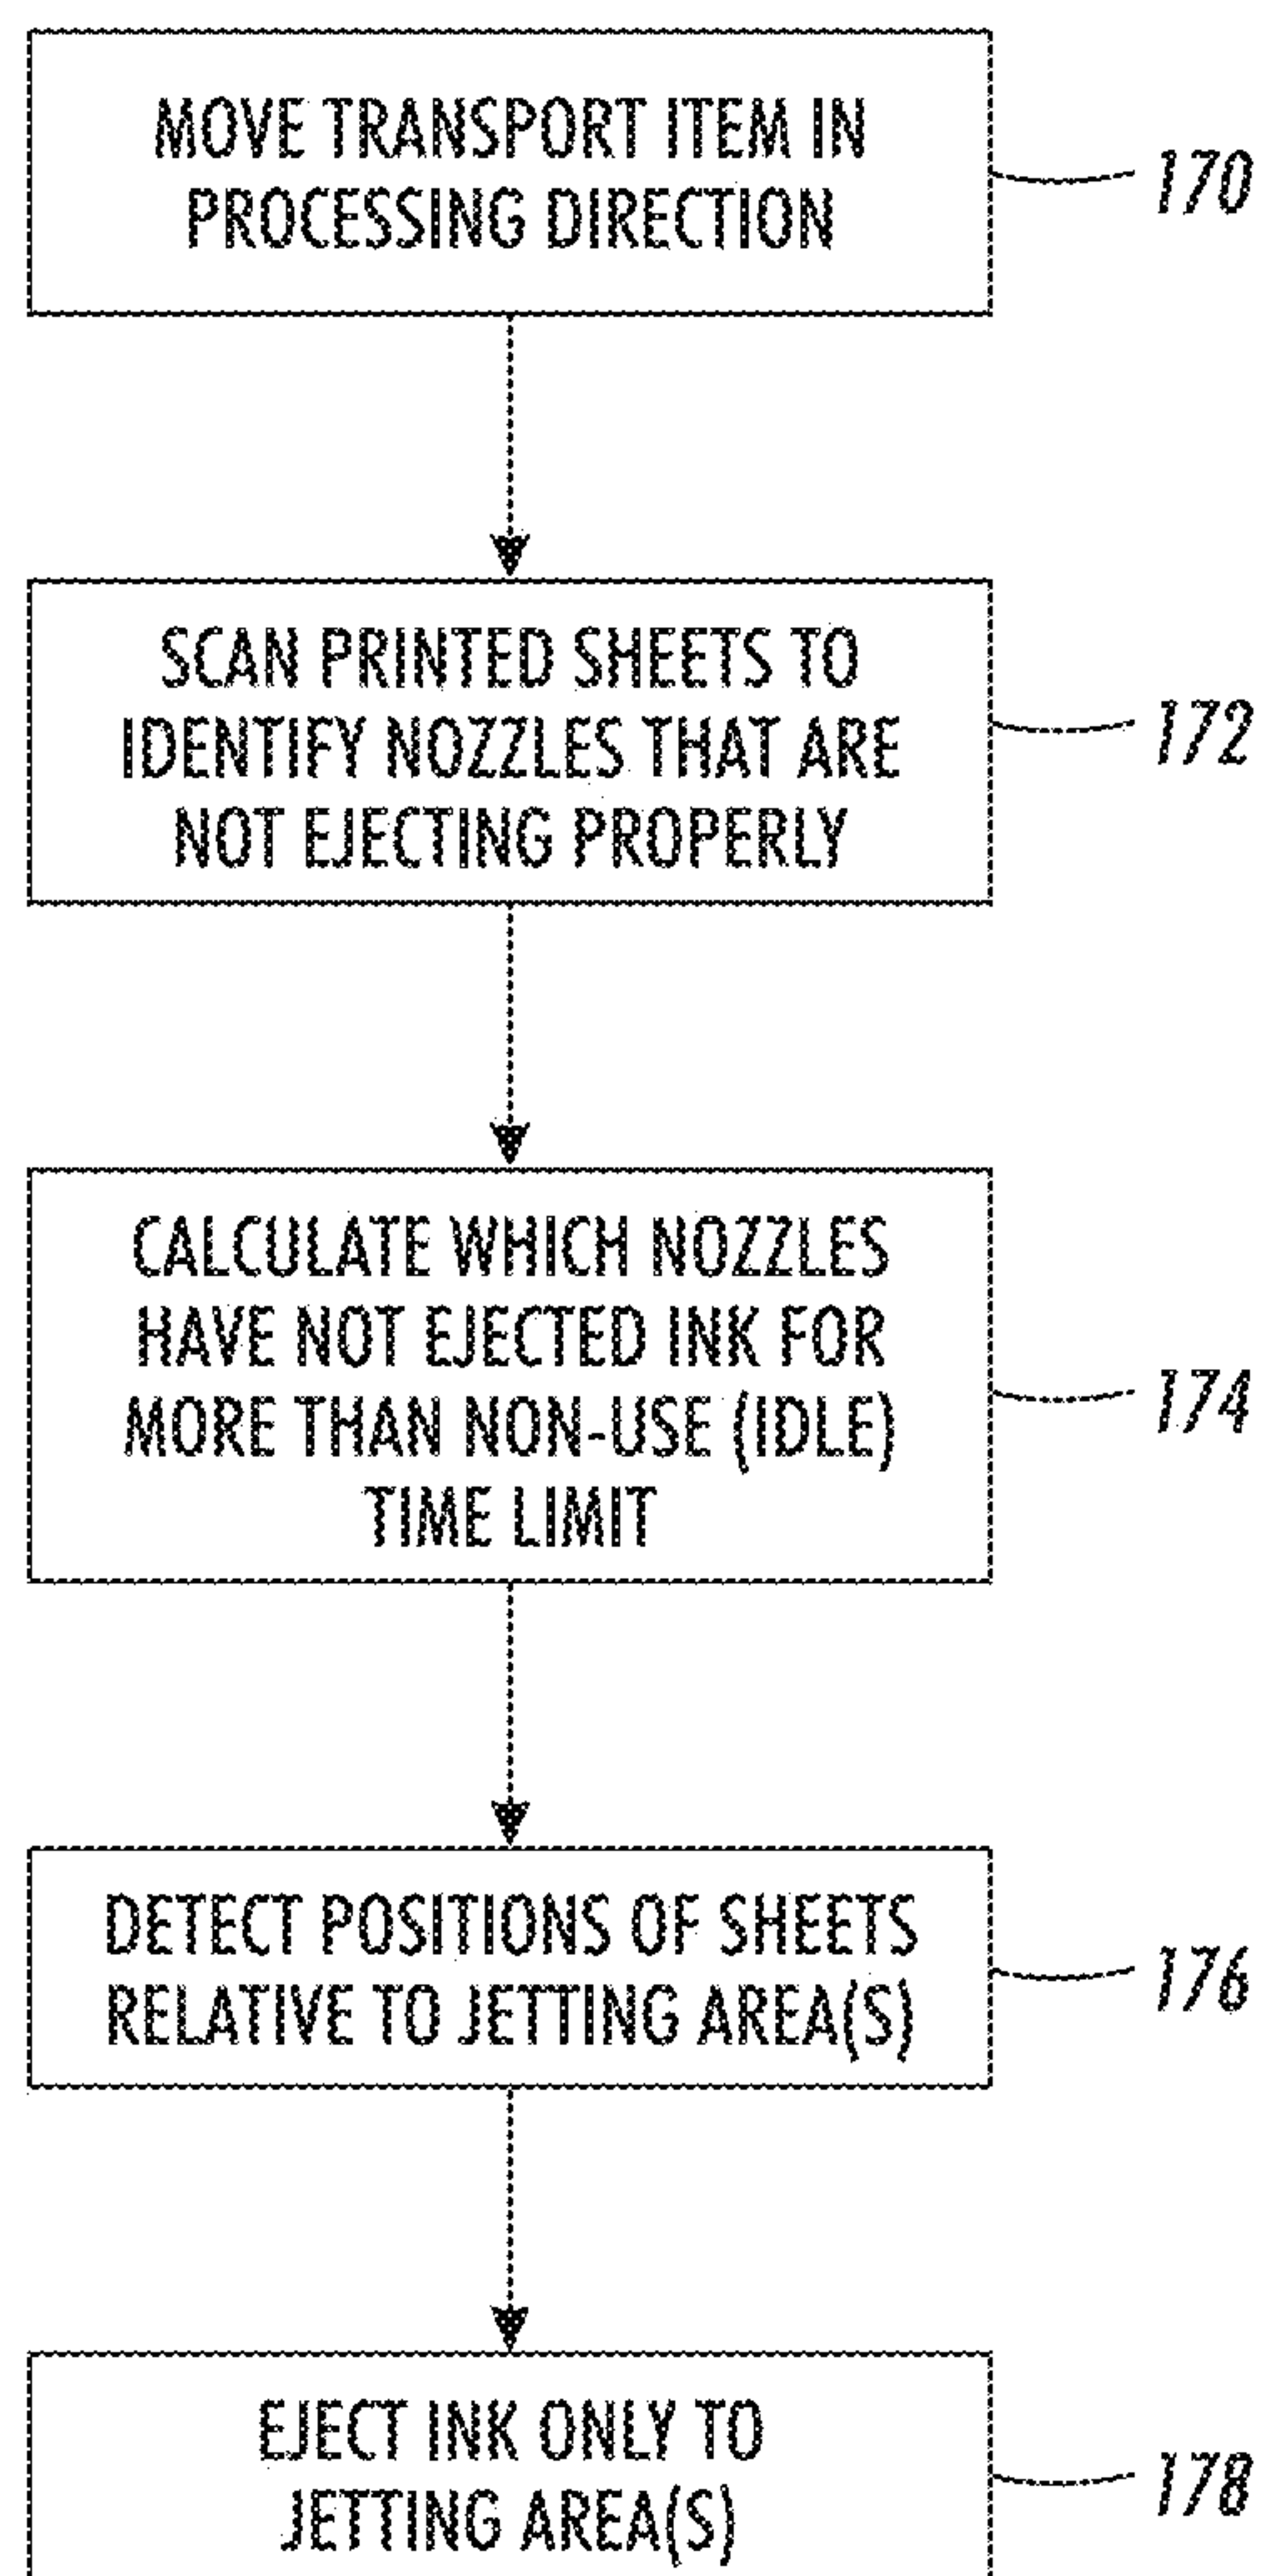 MOVE TRANSPORT ITEM IN
PROCESSING DIRECTION
170
SCAN PRINTED SHEETS TO
IDENTIFY NOZZLES THAT ARE
NOT EJECTING PROPERLY
172
CALCULATE WHICH NOZZLES
HAVE NOT EJECTED INK FOR
MORE THAN NON-USE (IDLE)
TIME LIMIT
174
DETECT POSITIONS OF SHEETS
RELATIVE TO JETTING AREA(S)
176
EJECT INK ONLY TO
JETTING AREA(S)
178